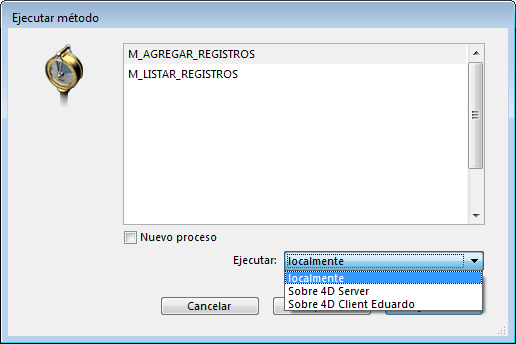 Ejecutar método
M_AGREGAR_REGISTROS
M_LISTAR_REGISTROS
Nuevo proceso
Ejecutar: localmente
localmente
Sobre 4D Server
Sobre 4D Client Eduardo
Cancelar